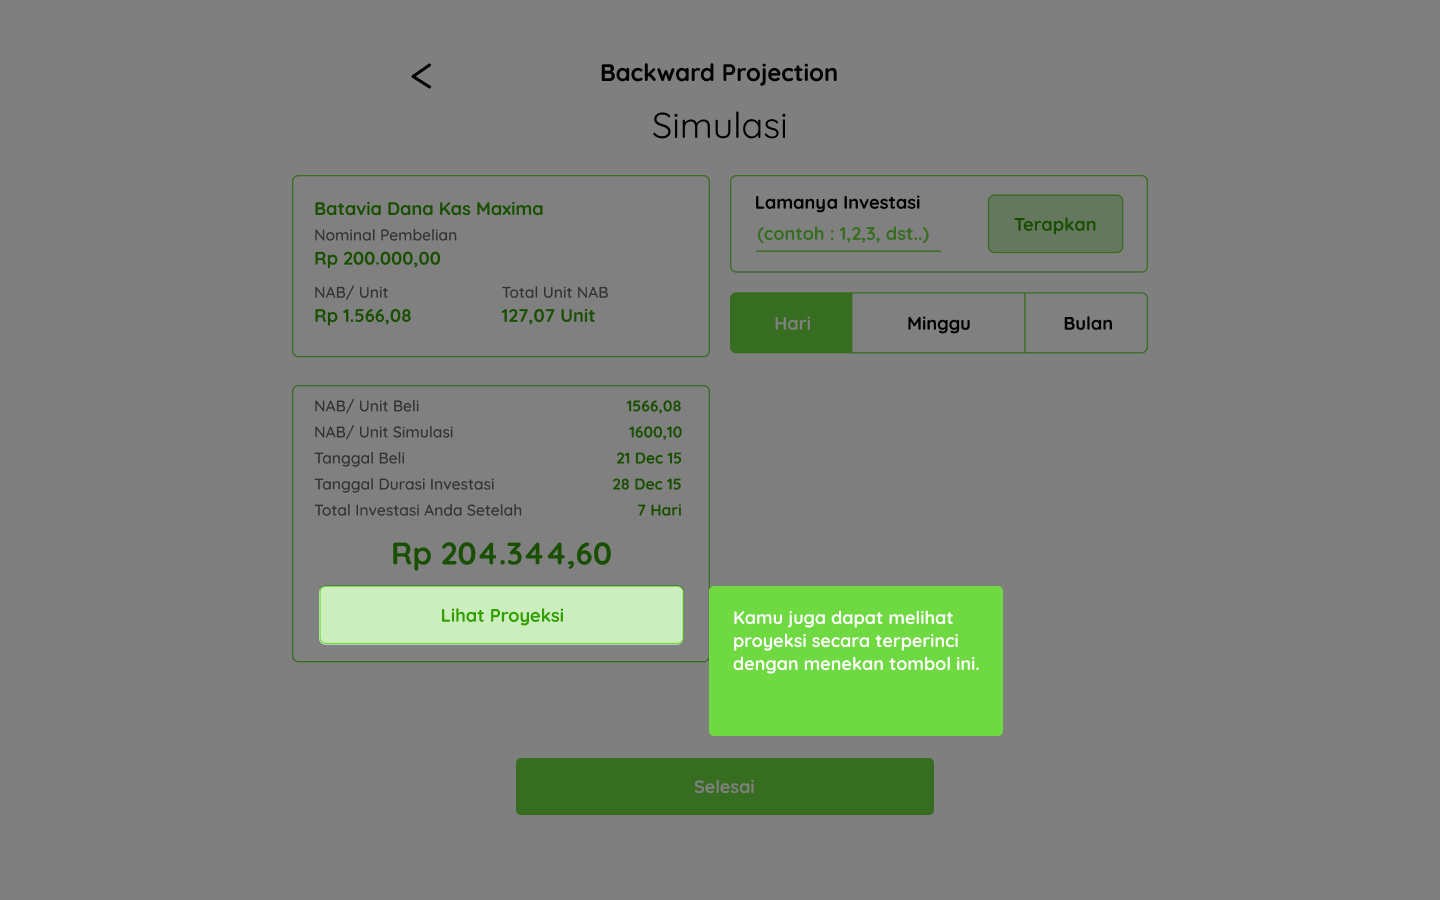 Backward Projection
Simulasi
Batavia Dana Kas Maxima
Nominal Pembelian
Rp 200.000,00
NAB/ Unit
Rp 1.566,08
Total Unit NAB
127,07 Unit
Lamanya Investasi
(contoh : 1,2,3, dst..)
Terapkan
Hari
Minggu
Bulan
NAB/ Unit Beli 1566,08
NAB/ Unit Simulasi 1600,10
Tanggal Beli 21 Dec 15
Tanggal Durasi Investasi 28 Dec 15
Total Investasi Anda Setelah 7 Hari
Rp 204.344,60
Lihat Proyeksi
Kamu juga dapat melihat
proyeksi secara terperinci
dengan menekan tombol ini.
Selesai